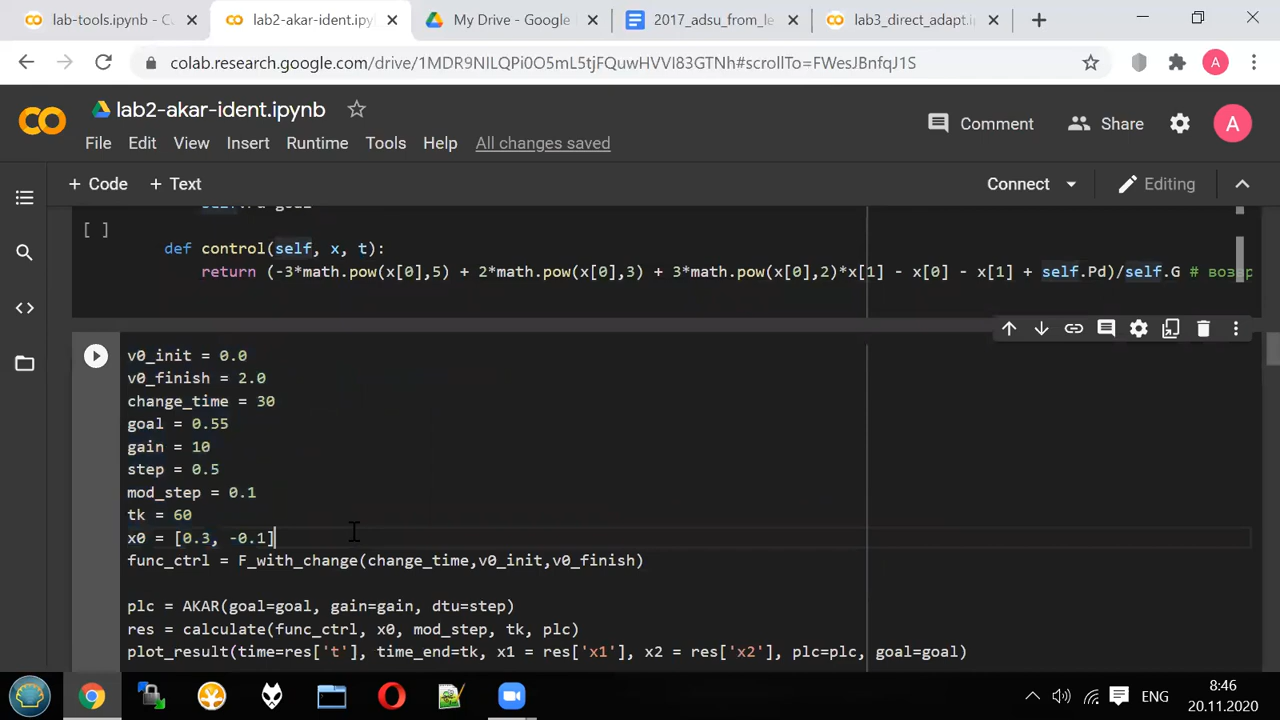 lab-tools.ipynb - C
lab2-akar-ident.ipy
My Drive - Google
2017_adsu_from_le
lab3_direct_adapt.i
colab.research.google.com/drive/1MDR9NILQPi0O5mL5tjFQuwHVVI83GTNh#scrollTo=FWesJBnfqJ1S
A
lab2-akar-ident.ipynb
Comment
Share
A
File Edit View Insert Runtime Tools Help All changes saved
+ Code + Text
Connect
Editing
[ ]
def control(self, x, t):
return (-3*math.pow(x[0],5) + 2*math.pow(x[0],3) + 3*math.pow(x[0],2)*x[1] - x[0] - x[1] + self.Pd)/self.G # возвр
v0_init = 0.0
v0_finish = 2.0
change_time = 30
goal = 0.55
gain = 10
step = 0.5
mod_step = 0.1
tk = 60
x0 = [0.3, -0.1]
func_ctrl = F_with_change(change_time,v0_init,v0_finish)
plc = AKAR(goal=goal, gain=gain, dtu=step)
res = calculate(func_ctrl, x0, mod_step, tk, plc)
plot_result(time=res['t'], time_end=tk, x1 = res['x1'], x2 = res['x2'], plc=plc, goal=goal)
ENG
8:46
20.11.2020